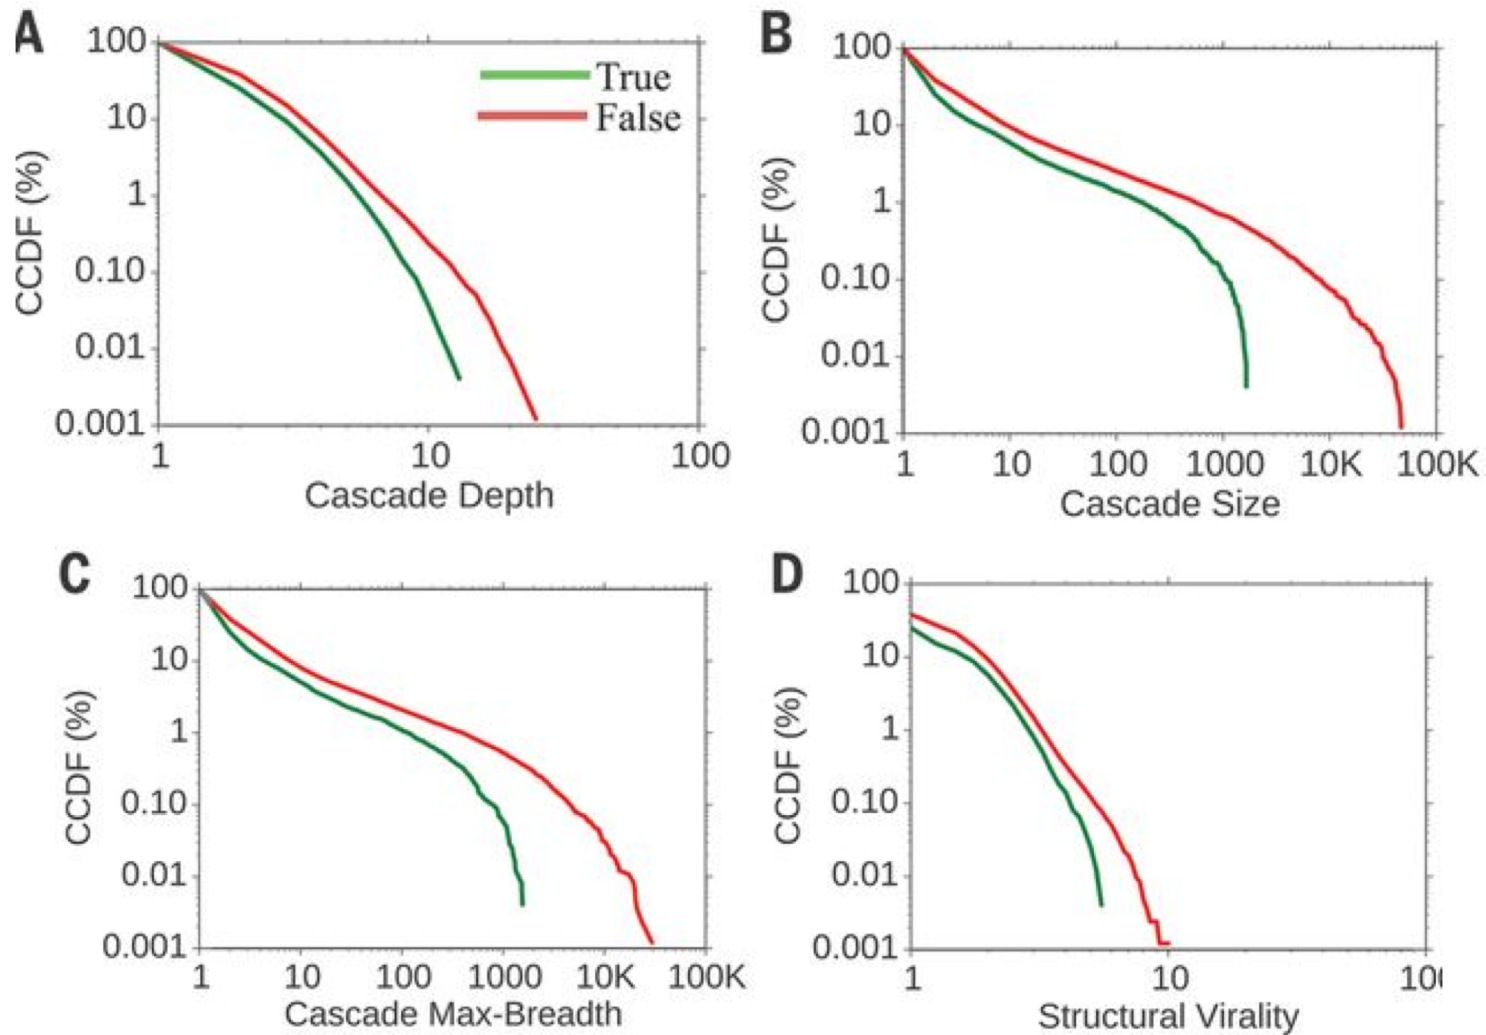 A
100
10
1
0.10
0.01
0.001
CCDF (%)
True
False
1 10 100
Cascade Depth
B
100
10
1
0.10
0.01
0.001
CCDF (%)
1 10 100 1000 10K 100K
Cascade Size
C
100
10
1
0.10
0.01
0.001
CCDF (%)
1 10 100 1000 10K 100K
Cascade Max-Breadth
D
100
10
1
0.10
0.01
0.001
CCDF (%)
1 10 100
Structural Virality